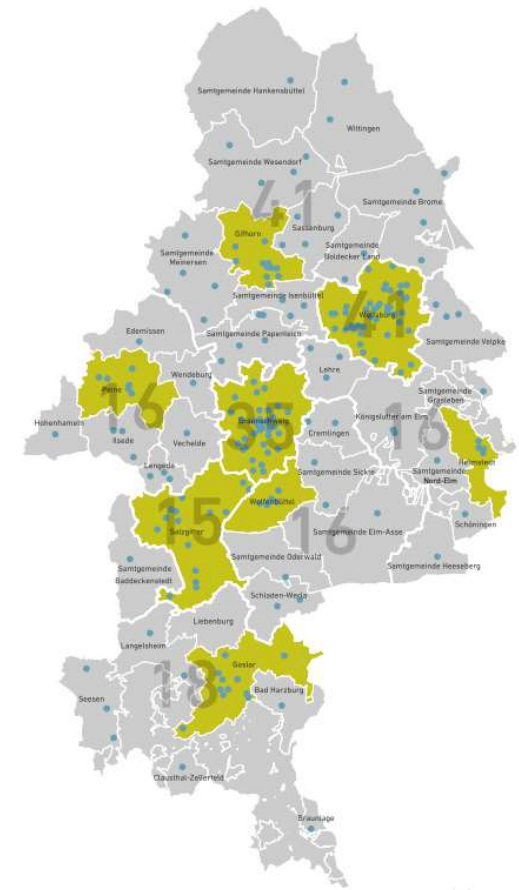 Samtgemeinde Hankensbüttel
Wittingen
Samtgemeinde Wesendorf
41
Samtgemeinde Brome
Gifhorn
Sassenburg
Samtgemeinde
Boldecker Land
Samtgemeinde
Meinersen
Samtgemeinde Isenbüttel
41
Wolfsburg
Edemissen
Samtgemeinde Papenteich
Samtgemeinde Velpke
Lehre
Wendeburg
Peine
16
Samtgemeinde
Grasleben
Hohenhameln
Ilsede
Vechelde
Braunschweig
35
Cremlingen
Königslutter am Elm
16
Helmstedt
Lengede
Samtgemeinde Sickte
Samtgemeinde
Nord-Elm
Wolfenbüttel
15
Salzgitter
16
Samtgemeinde Elm-Asse
Schöningen
Samtgemeinde
Baddeckenstedt
Samtgemeinde Oderwald
Samtgemeinde Heeseberg
Schladen-Werla
Liebenburg
Langelsheim
Goslar
18
Bad Harzburg
Seesen
Clausthal-Zellerfeld
Braunlage